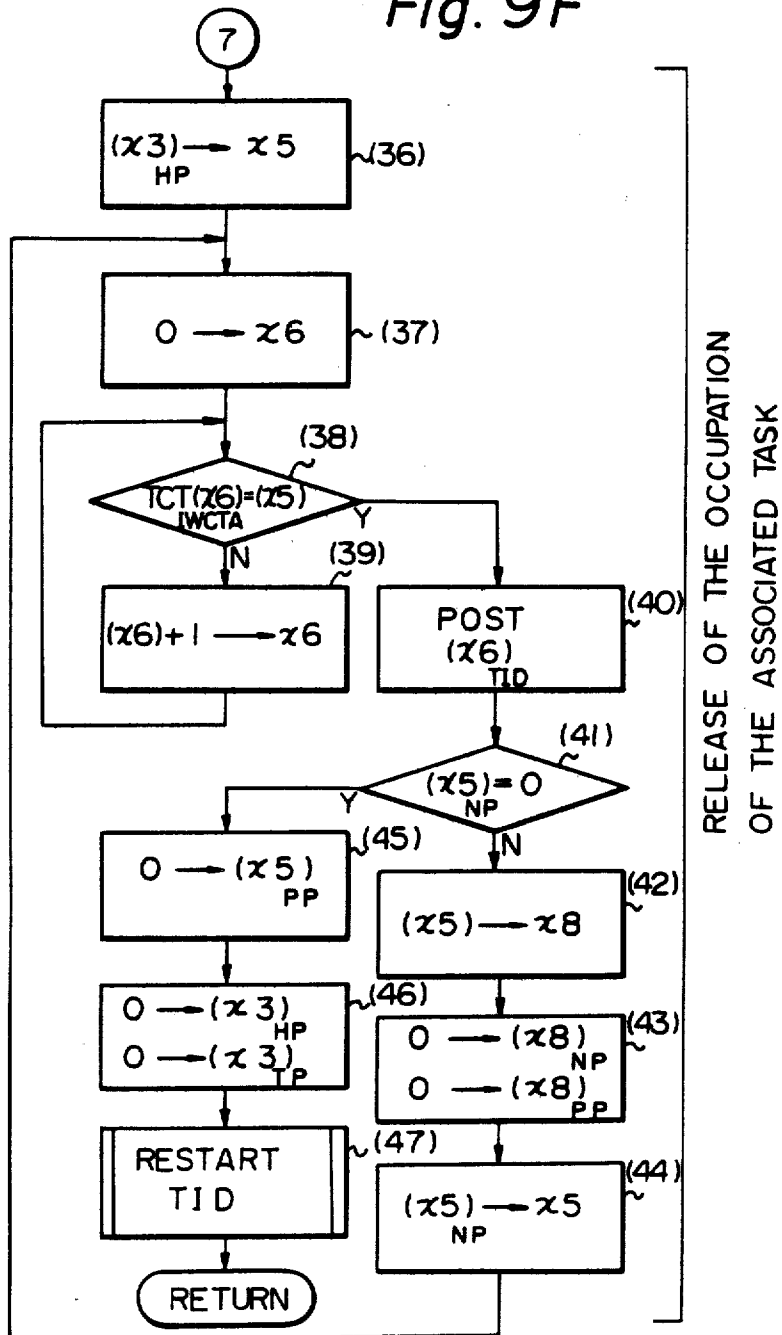 Fig. 9F
7
(x3) → x5
HP
(36)
0 → x6
(37)
(38)
TCT(x6)=(x5)
IWCTA
Y
N
(39)
(x6)+1 → x6
(40)
POST
(x6)
TID
(41)
(x5)=0
NP
Y
N
(45)
0 → (x5)
PP
(42)
(x5) → x8
(46)
0 → (x3)
HP
0 → (x3)
TP
(43)
0 → (x8)
NP
0 → (x8)
PP
(47)
RESTART
TID
(44)
(x5) → x5
NP
RETURN
RELEASE OF THE OCCUPATION
OF THE ASSOCIATED TASK